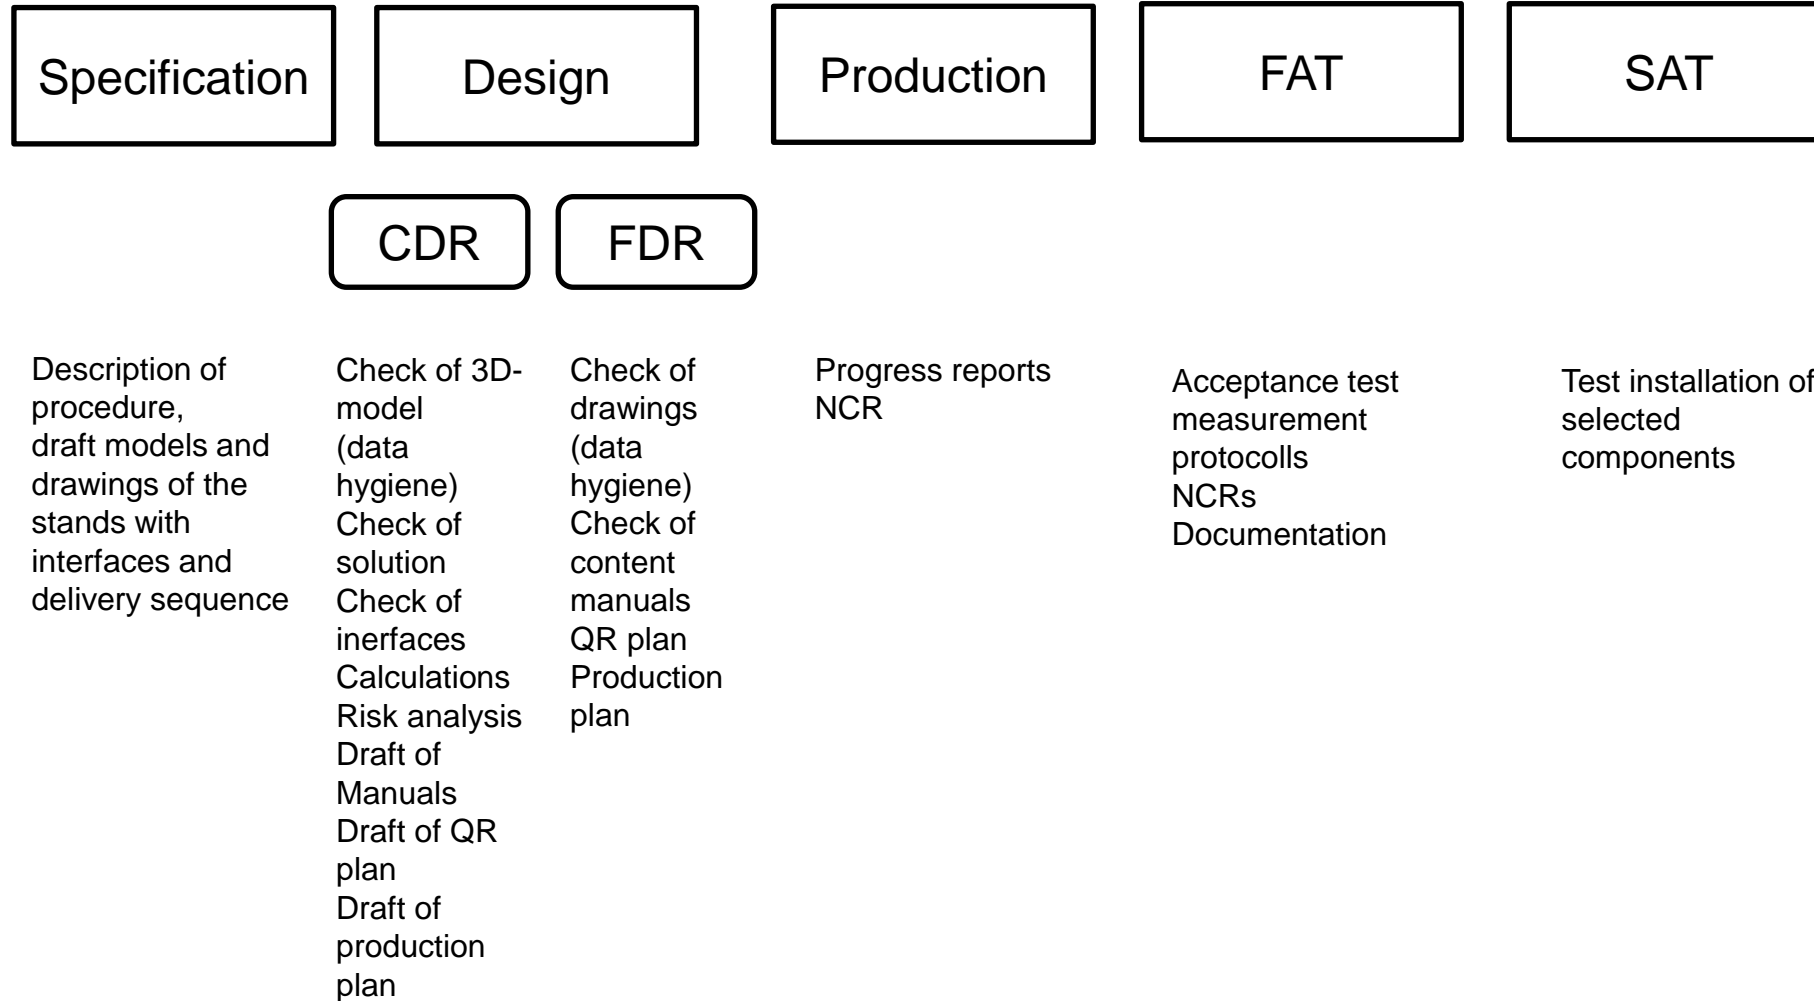 Specification
Design
Production
FAT
SAT
CDR
FDR
Description of
procedure,
draft models and
drawings of the
stands with
interfaces and
delivery sequence
Check of 3D-
model
(data
hygiene)
Check of
solution
Check of
inerfaces
Calculations
Risk analysis
Draft of
Manuals
Draft of QR
plan
Draft of
production
plan
Check of
drawings
(data
hygiene)
Check of
content
manuals
QR plan
Production
plan
Progress reports
NCR
Acceptance test
measurement
protocolls
NCRs
Documentation
Test installation of
selected
components